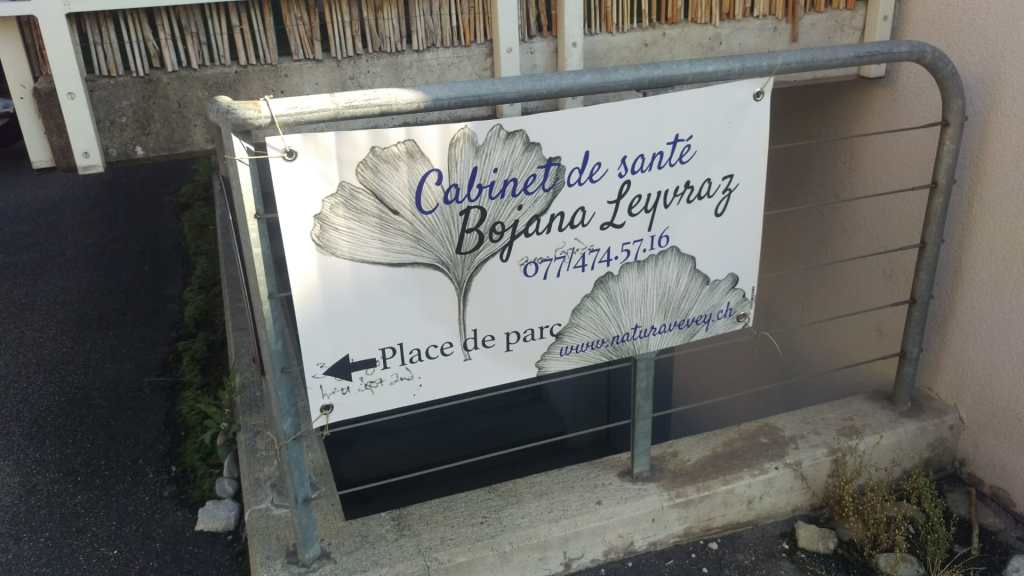 Cabinet de santé
Bojana Leyvraz
077/474.57.16
Place de parc
www.naturavevey.ch